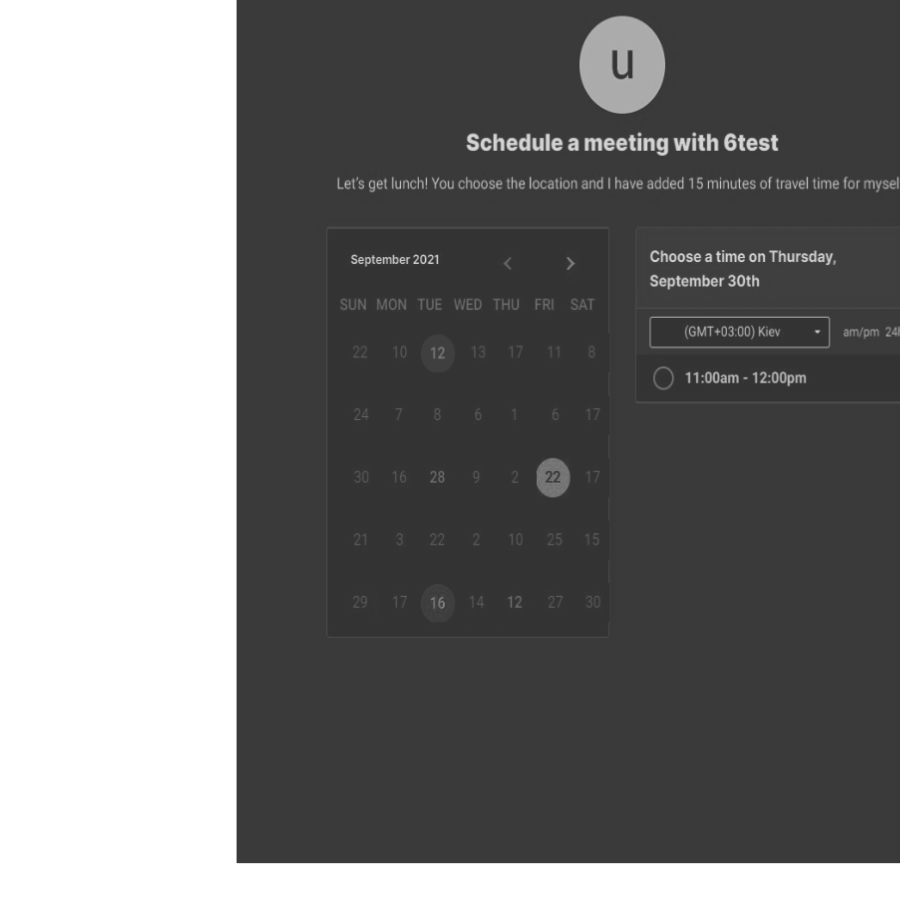 u
Schedule a meeting with 6test
Let's get lunch! You choose the location and I have added 15 minutes of travel time for mysel
September 2021
SUN MON TUE WED THU FRI SAT
22 10 12 13 17 11 8
24 7 8 6 1 6 17
30 16 28 9 2 22 17
21 3 22 2 10 25 15
29 17 16 14 12 27 30
Choose a time on Thursday,
September 30th
(GMT+03:00) Kiev
am/pm 24h
11:00am - 12:00pm